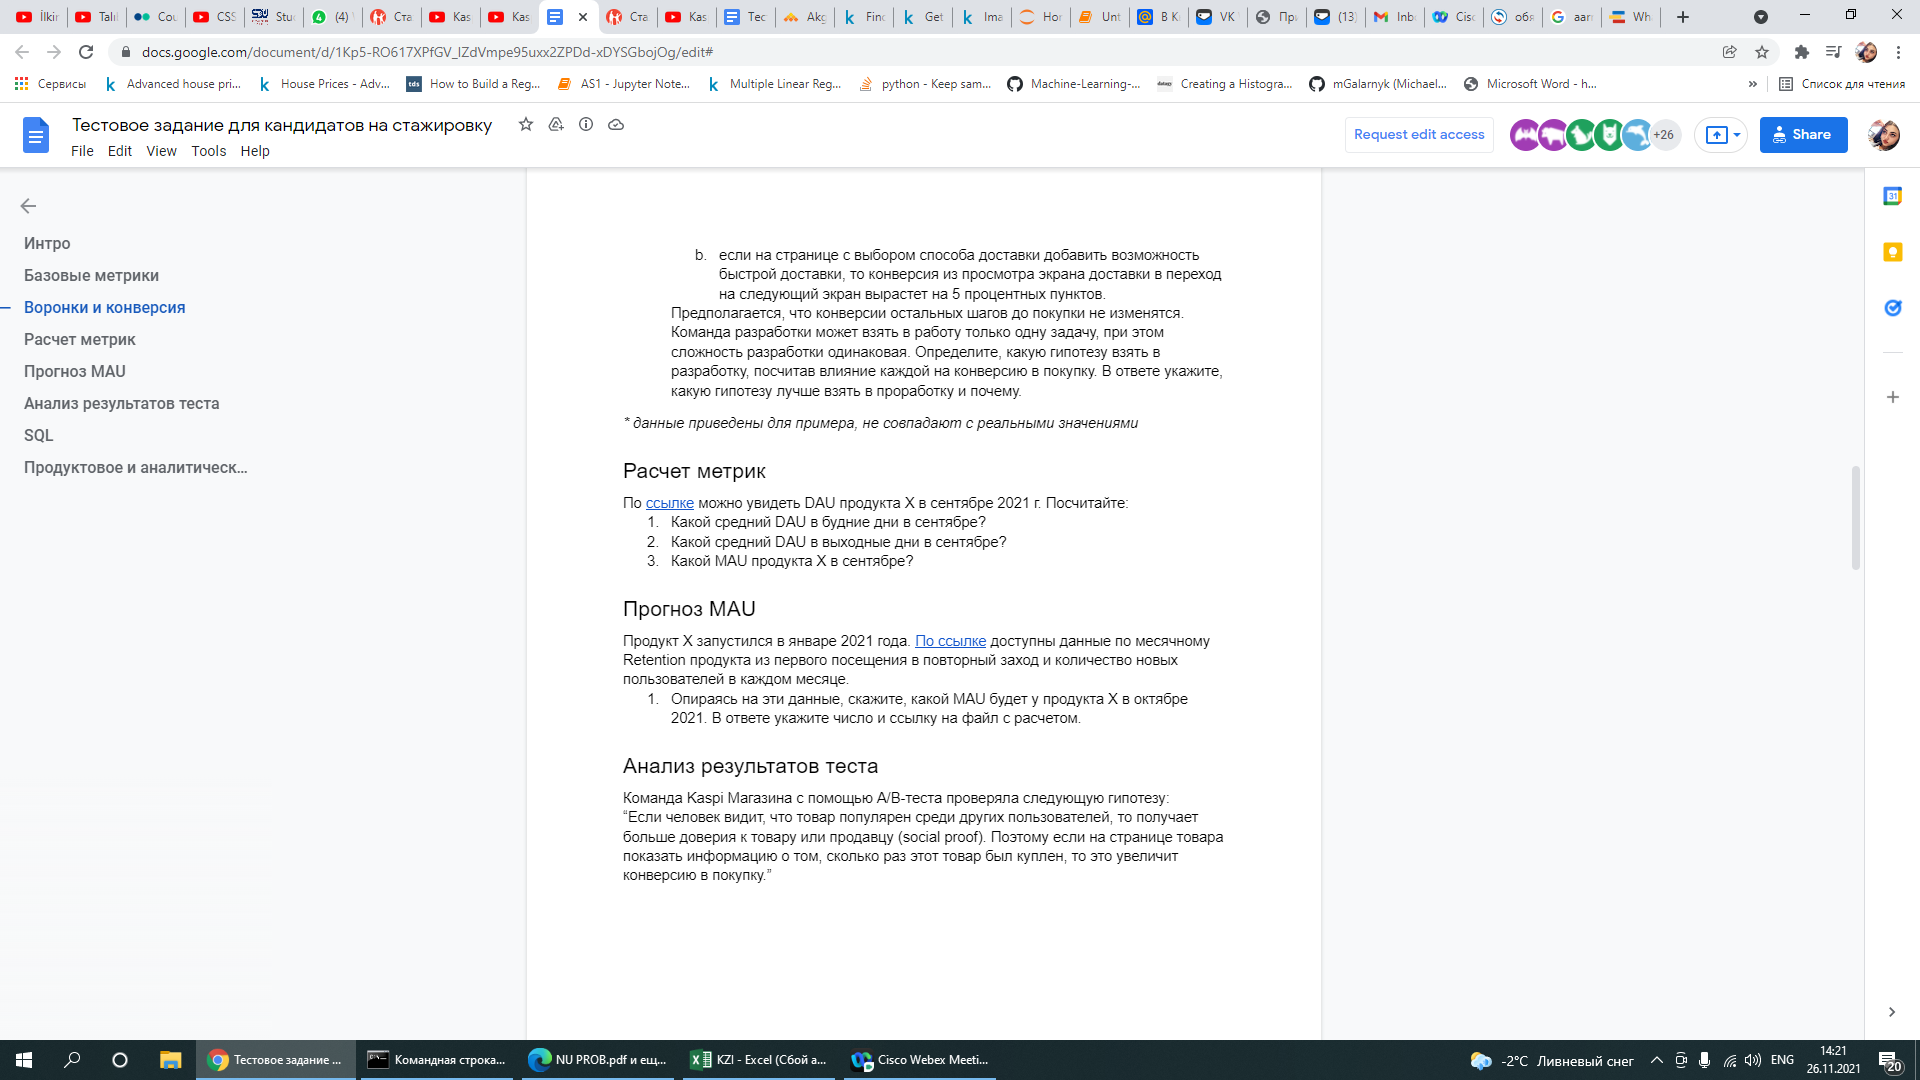 İlkin
Talı
Cou
CSS
Stu
(4) \
Ста
Kas
Kas
Ста
Kas
Тес
Akg
Finc
Get
Ima
Hor
Unt
В К
VK
При
(13)
Inb
Cisc
обя
aarr
Wh
docs.google.com/document/d/1Kp5-RO617XPfGV_IZdVmpe95uxx2ZPDd-xDYSGbojOg/edit#
Сервисы
Advanced house pri...
House Prices - Adv...
How to Build a Reg...
AS1 - Jupyter Note...
Multiple Linear Reg...
python - Keep sam...
Machine-Learning-...
Creating a Histogra...
mGalarnyk (Michael...
Microsoft Word - h...
»
Список для чтения
Тестовое задание для кандидатов на стажировку
File Edit View Tools Help
Request edit access
+26
Share
Интро
Базовые метрики
Воронки и конверсия
Расчет метрик
Прогноз MAU
Анализ результатов теста
SQL
Продуктовое и аналитическ...
b. если на странице с выбором способа доставки добавить возможность
быстрой доставки, то конверсия из просмотра экрана доставки в переход
на следующий экран вырастет на 5 процентных пунктов.
Предполагается, что конверсии остальных шагов до покупки не изменятся.
Команда разработки может взять в работу только одну задачу, при этом
сложность разработки одинаковая. Определите, какую гипотезу взять в
разработку, посчитав влияние каждой на конверсию в покупку. В ответе укажите,
какую гипотезу лучше взять в проработку и почему.
* данные приведены для примера, не совпадают с реальными значениями
Расчет метрик
По ссылке можно увидеть DAU продукта X в сентябре 2021 г. Посчитайте:
1. Какой средний DAU в будние дни в сентябре?
2. Какой средний DAU в выходные дни в сентябре?
3. Какой MAU продукта X в сентябре?
Прогноз MAU
Продукт X запустился в январе 2021 года. По ссылке доступны данные по месячному
Retention продукта из первого посещения в повторный заход и количество новых
пользователей в каждом месяце.
1. Опираясь на эти данные, скажите, какой MAU будет у продукта X в октябре
2021. В ответе укажите число и ссылку на файл с расчетом.
Анализ результатов теста
Команда Kaspi Магазина с помощью A/B-теста проверяла следующую гипотезу:
“Если человек видит, что товар популярен среди других пользователей, то получает
больше доверия к товару или продавцу (social proof). Поэтому если на странице товара
показать информацию о том, сколько раз этот товар был куплен, то это увеличит
конверсию в покупку.”
Тестовое задание ...
Командная строка...
NU PROB.pdf и ещ...
KZI - Excel (Сбой а...
Cisco Webex Meeti...
-2°C Ливневый снег
ENG
14:21
26.11.2021
20